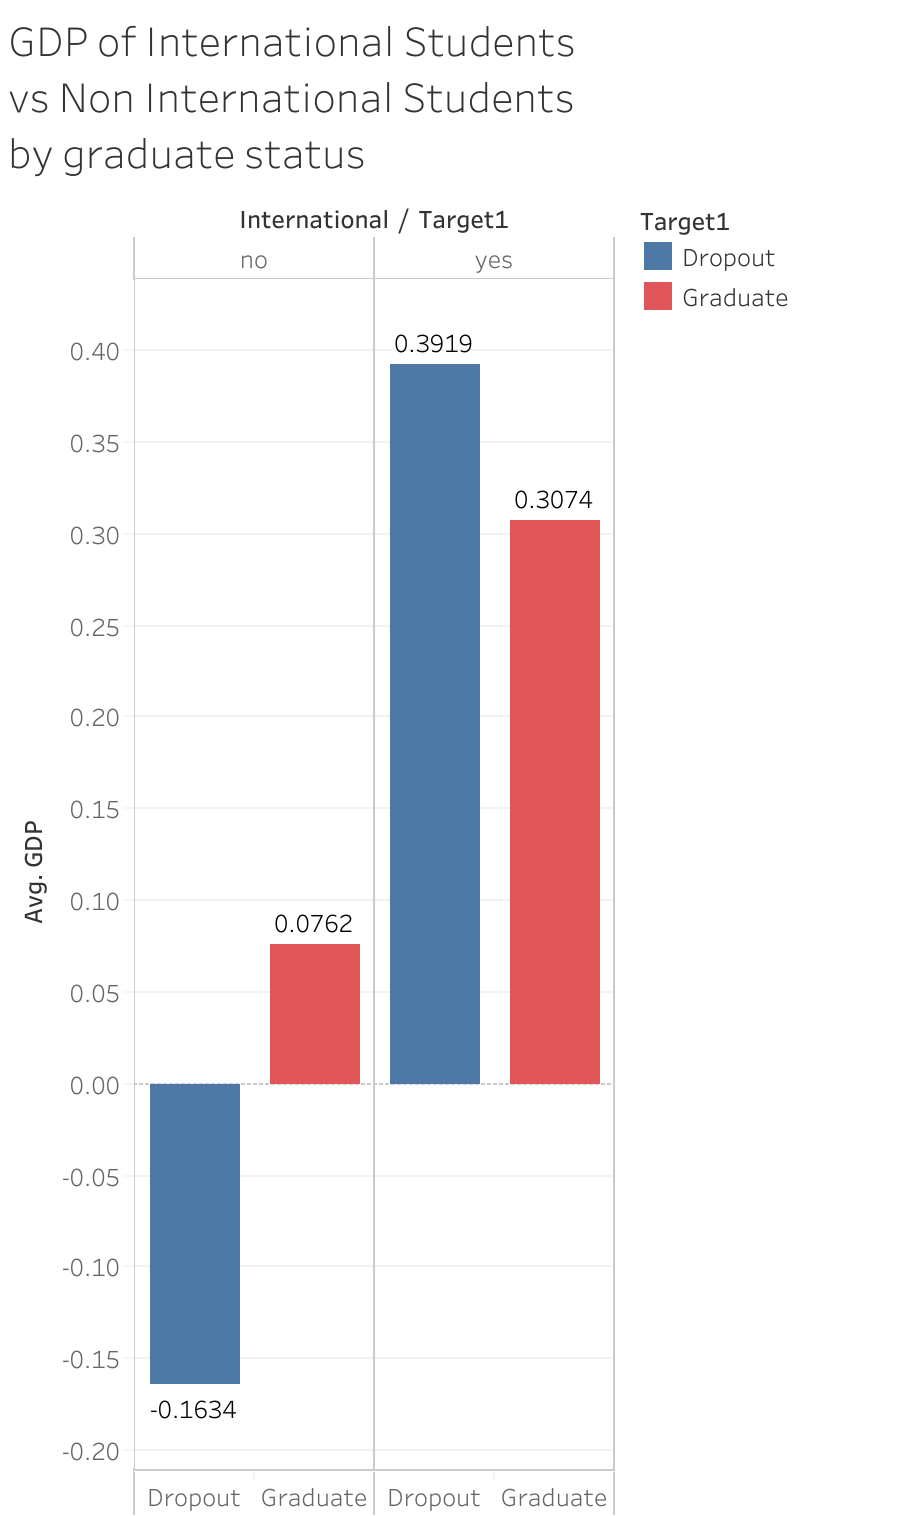 GDP of International Students
vs Non International Students
by graduate status
International / Target1
no
yes
Target1
Dropout
Graduate
Avg. GDP
0.40
0.35
0.30
0.25
0.20
0.15
0.10
0.05
0.00
-0.05
-0.10
-0.15
-0.20
-0.1634
0.0762
0.3919
0.3074
Dropout
Graduate
Dropout
Graduate